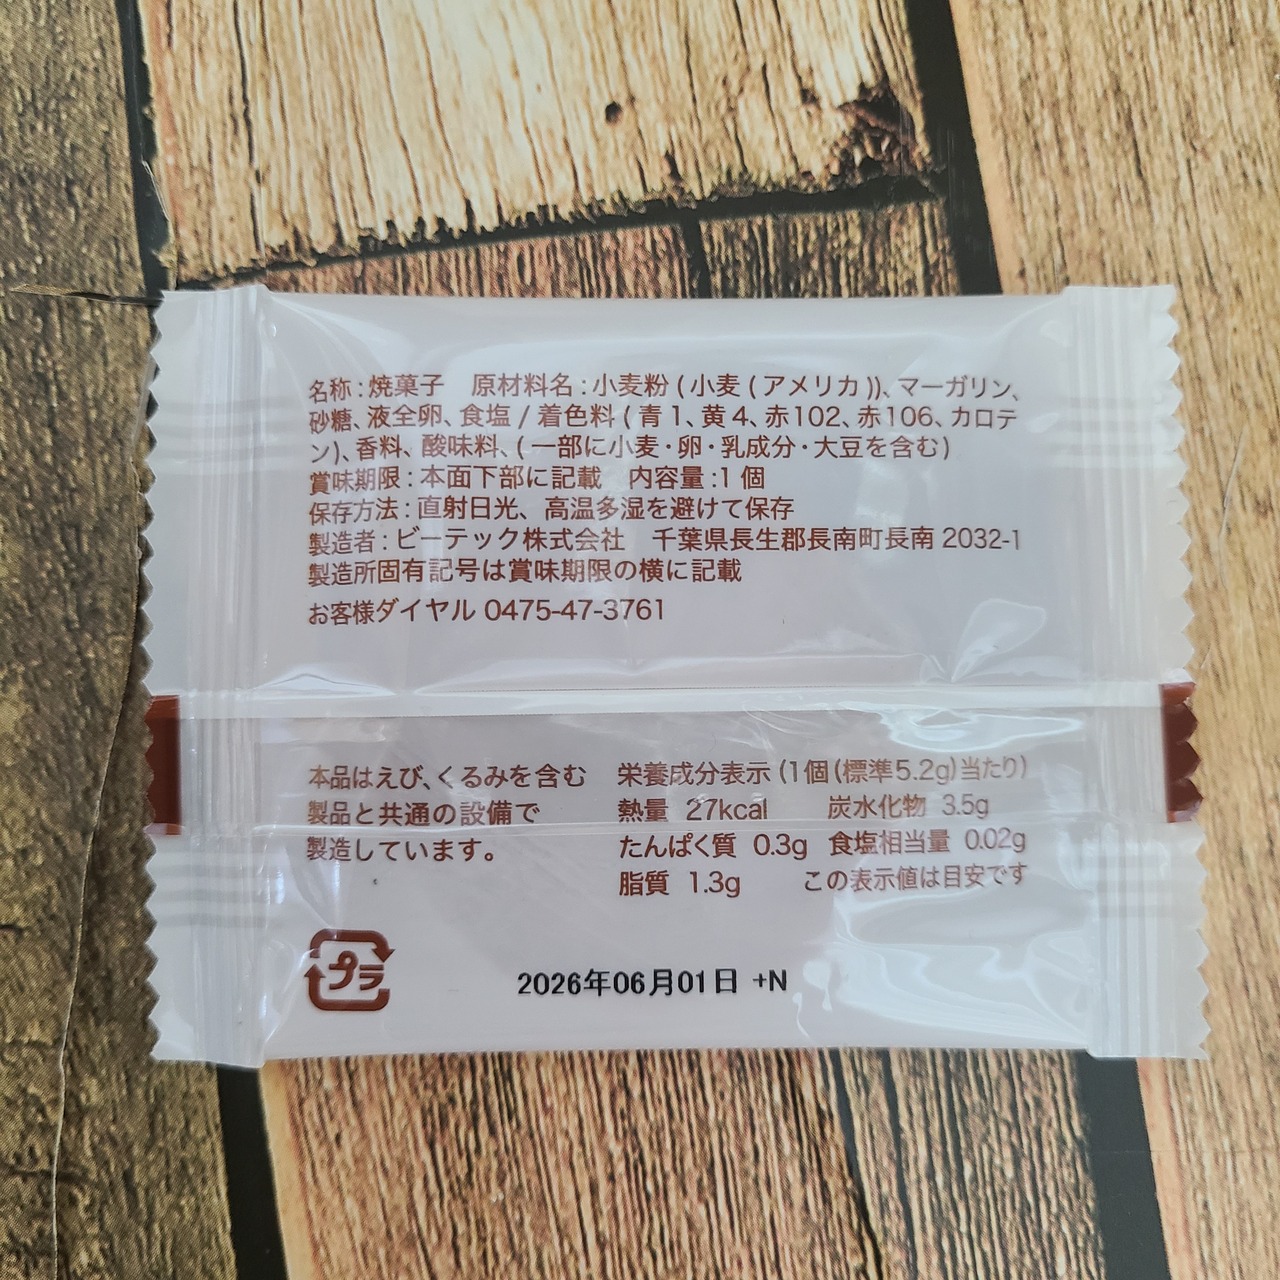 名称：焼菓子　原材料名：小麦粉（小麦（アメリカ））、マーガリン、
砂糖、液全卵、食塩 / 着色料（青1、黄4、赤102、赤106、カロテ
ン）、香料、酸味料、（一部に小麦・卵・乳成分・大豆を含む）
賞味期限：本面下部に記載　内容量：1個
保存方法：直射日光、高温多湿を避けて保存
製造者：ビーテック株式会社　千葉県長生郡長南町長南 2032-1
製造所固有記号は賞味期限の横に記載
お客様ダイヤル 0475-47-3761
本品はえび、くるみを含む
製品と共通の設備で
製造しています。
栄養成分表示（1個（標準5.2g）当たり）
熱量 27kcal　炭水化物 3.5g
たんぱく質 0.3g　食塩相当量 0.02g
脂質 1.3g　この表示値は目安です
プラ
2026年06月01日 +N